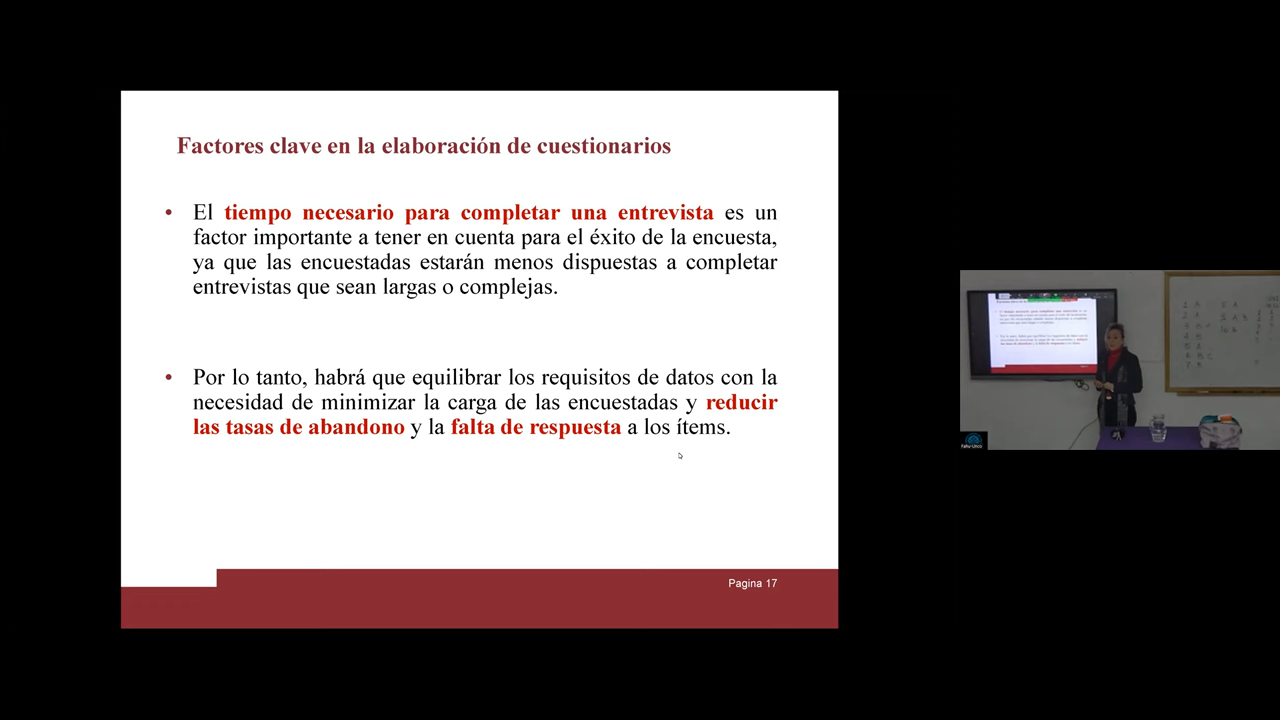 Factores clave en la elaboración de cuestionarios
• El tiempo necesario para completar una entrevista es un
factor importante a tener en cuenta para el éxito de la encuesta,
ya que las encuestadas estarán menos dispuestas a completar
entrevistas que sean largas o complejas.
• Por lo tanto, habrá que equilibrar los requisitos de datos con la
necesidad de minimizar la carga de las encuestadas y reducir
las tasas de abandono y la falta de respuesta a los ítems.
Pagina 17
Fahu-Unco